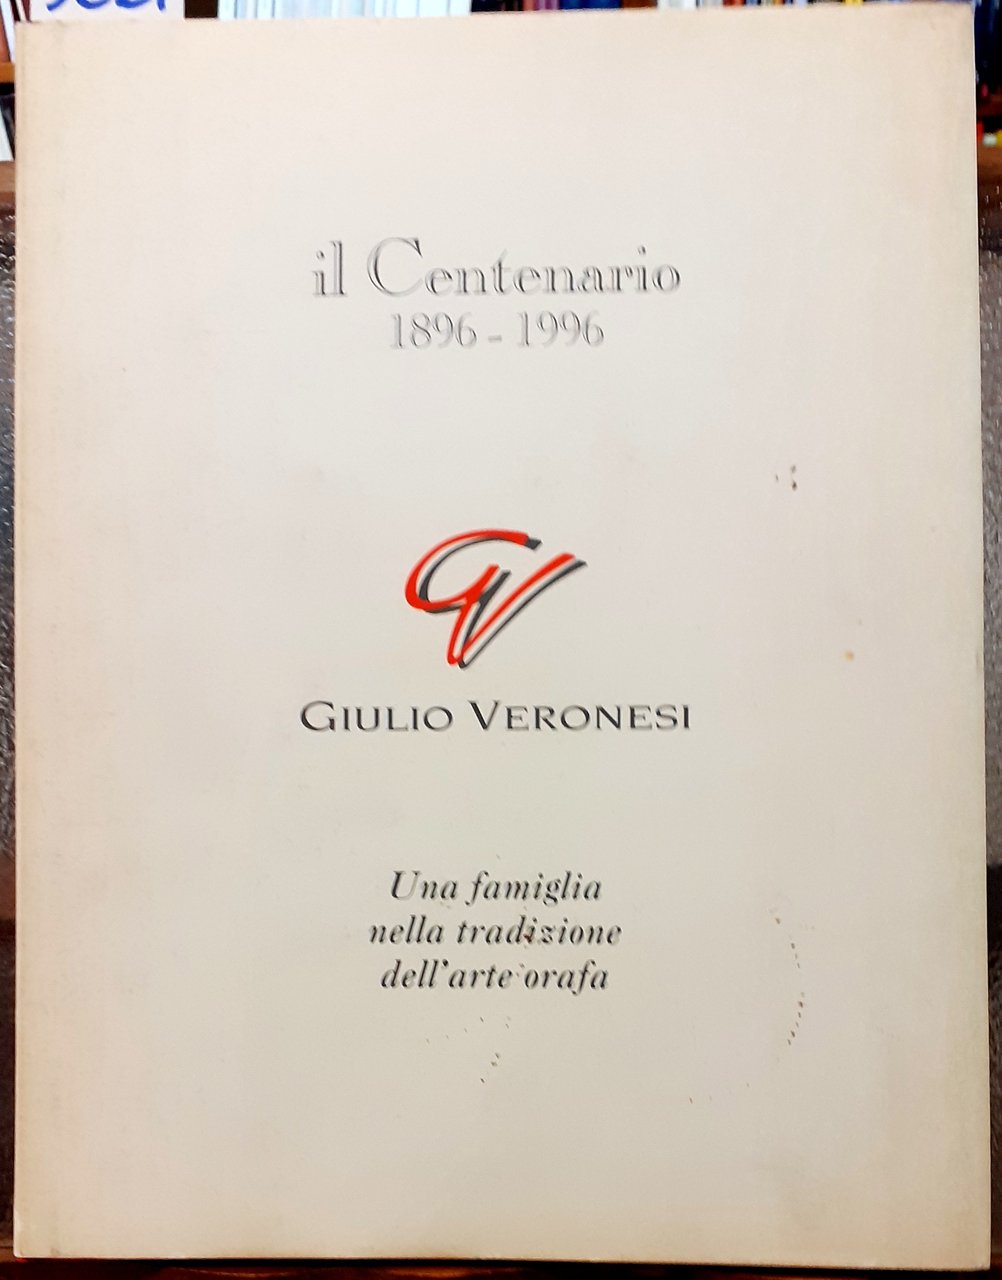 il Centenario
1896 - 1996
GV
GIULIO VERONESI
Una famiglia
nella tradizione
dell'arte orafa